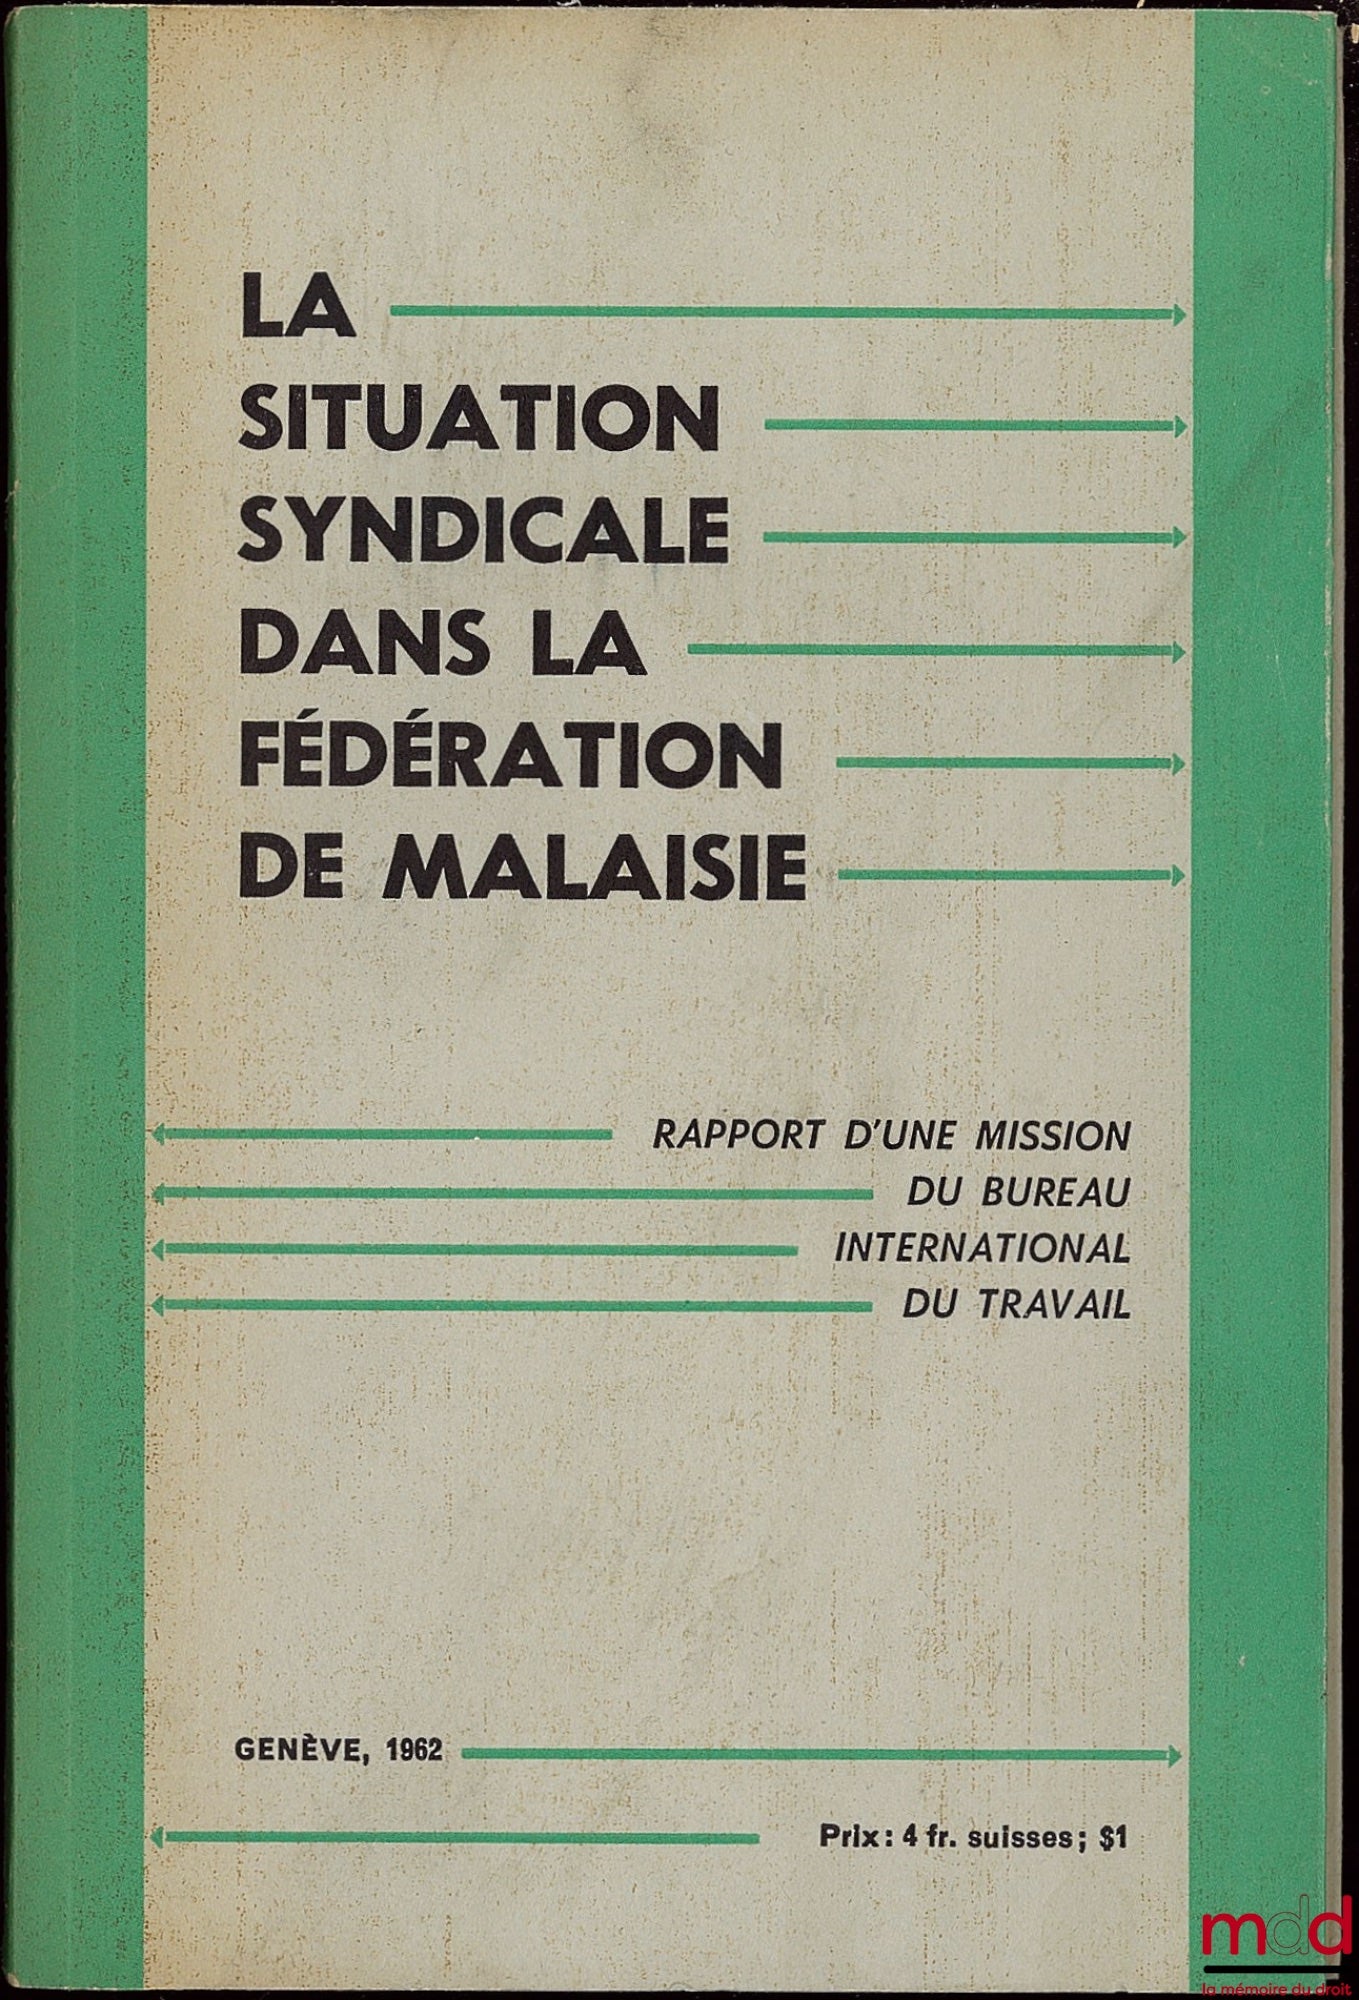 LA
SITUATION
SYNDICALE
DANS LA
FÉDÉRATION
DE MALAISIE
RAPPORT D'UNE MISSION
DU BUREAU
INTERNATIONAL
DU TRAVAIL
GENÈVE, 1962
Prix : 4 fr. suisses ; $1
mdd
la mémoire du droit